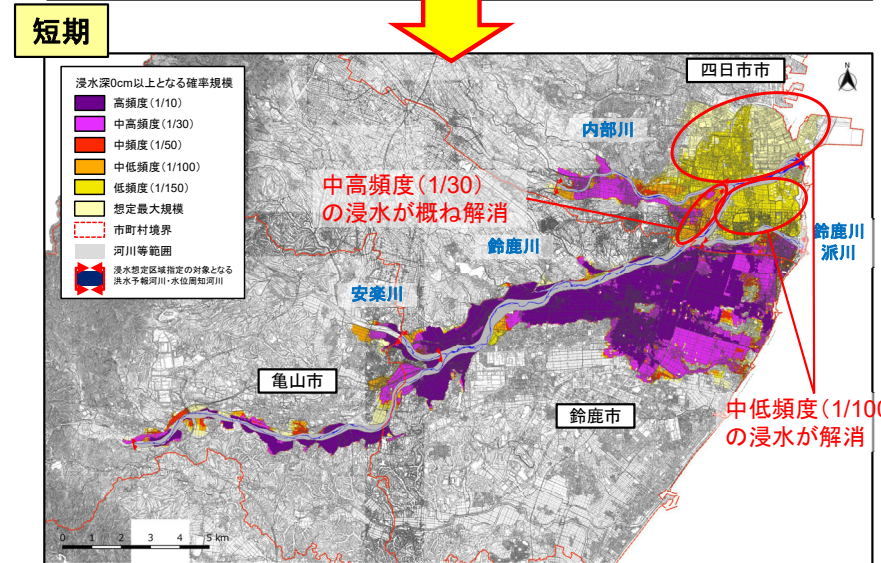 短期
浸水深0cm以上となる確率規模
高頻度(1/10)
中高頻度(1/30)
中頻度(1/50)
中低頻度(1/100)
低頻度(1/150)
想定最大規模
市町村境界
河川等範囲
浸水想定区域指定の対象となる
洪水予報河川・水位周知河川
四日市市
N
内部川
中高頻度(1/30)
の浸水が概ね解消
鈴鹿川
鈴鹿川
派川
安楽川
亀山市
鈴鹿市
中低頻度(1/100
の浸水が解消
0 1 2 3 4 5 km